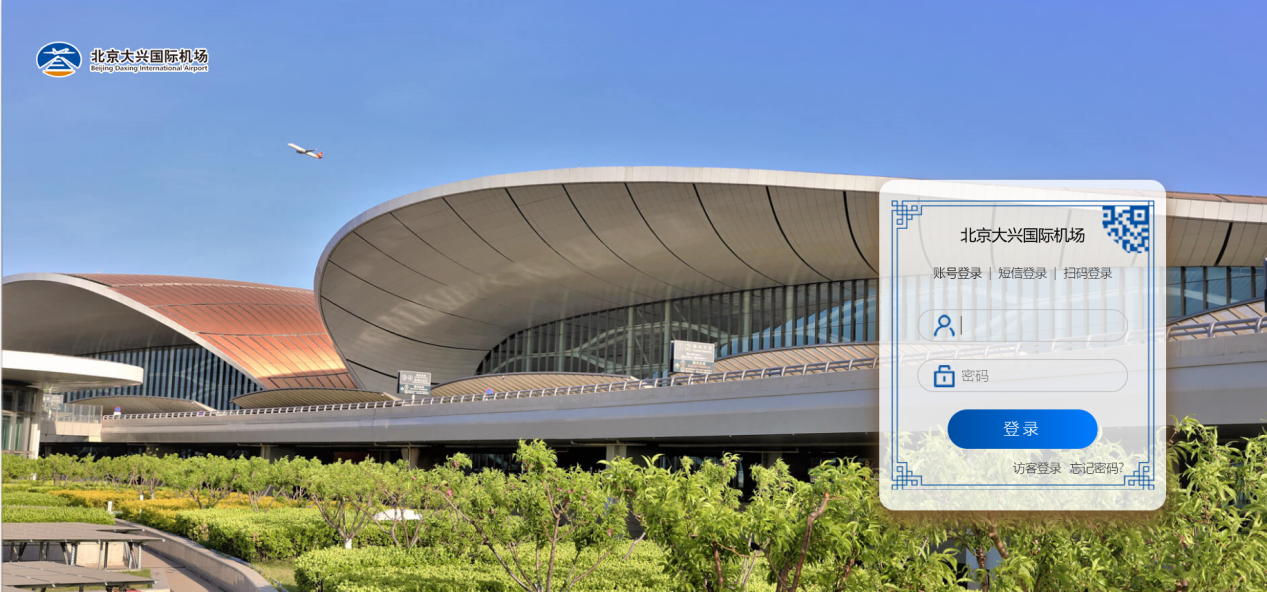 北京大兴国际机场
Beijing Daxing International Airport
北京大兴国际机场
账号登录 | 短信登录 | 扫码登录
密码
登录
访客登录 忘记密码?